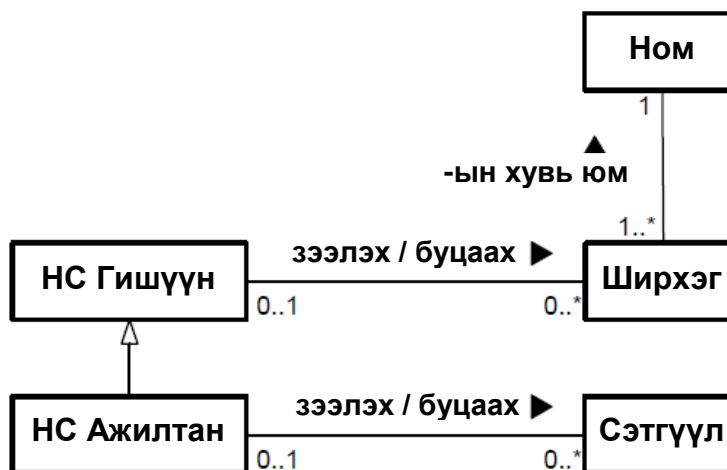 Ном
1
-ын хувь юм
1..*
зээлэх / буцаах
НС Гишүүн
Ширхэг
0..1
0..*
зээлэх / буцаах
НС Ажилтан
Сэтгүүл
0..1
0..*